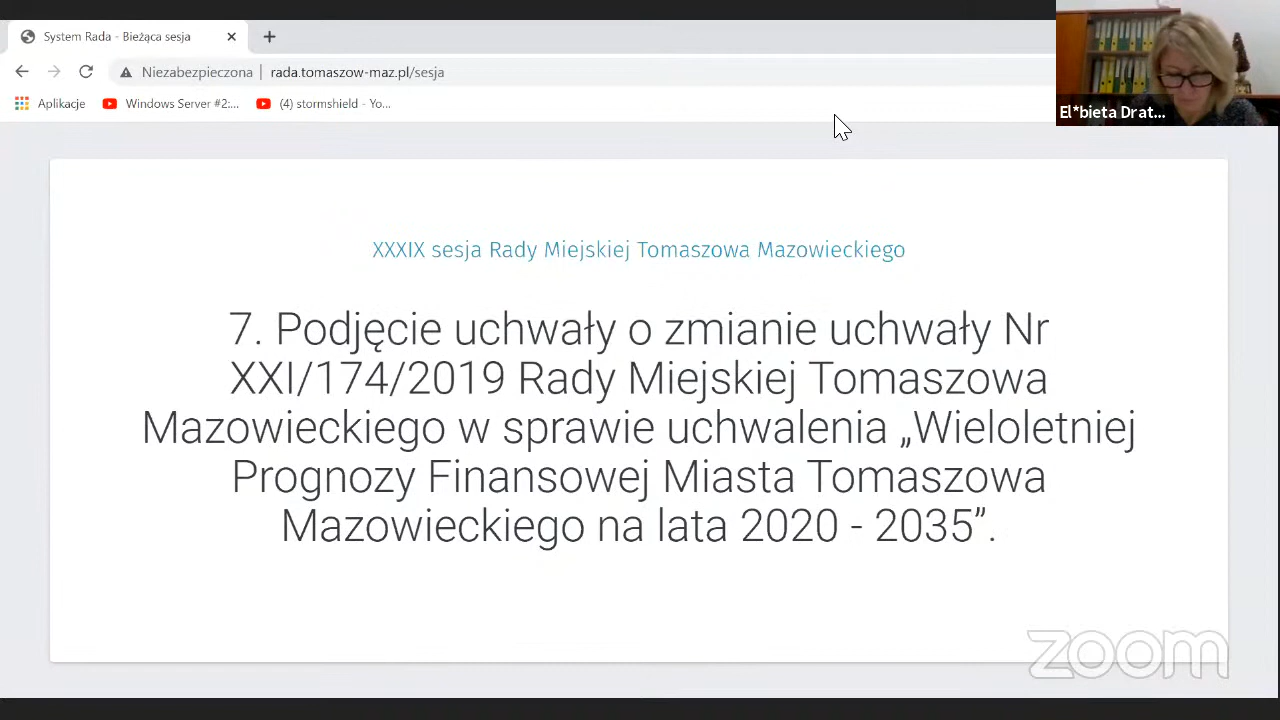 System Rada - Bieżąca sesja
Niezabezpieczona | rada.tomaszow-maz.pl/sesja
Aplikacje Windows Server #2:... (4) stormshield - Yo...
El*bieta Drat...
XXXIX sesja Rady Miejskiej Tomaszowa Mazowieckiego
7. Podjęcie uchwały o zmianie uchwały Nr
XXI/174/2019 Rady Miejskiej Tomaszowa
Mazowieckiego w sprawie uchwalenia „Wieloletniej
Prognozy Finansowej Miasta Tomaszowa
Mazowieckiego na lata 2020 - 2035”.
zoom